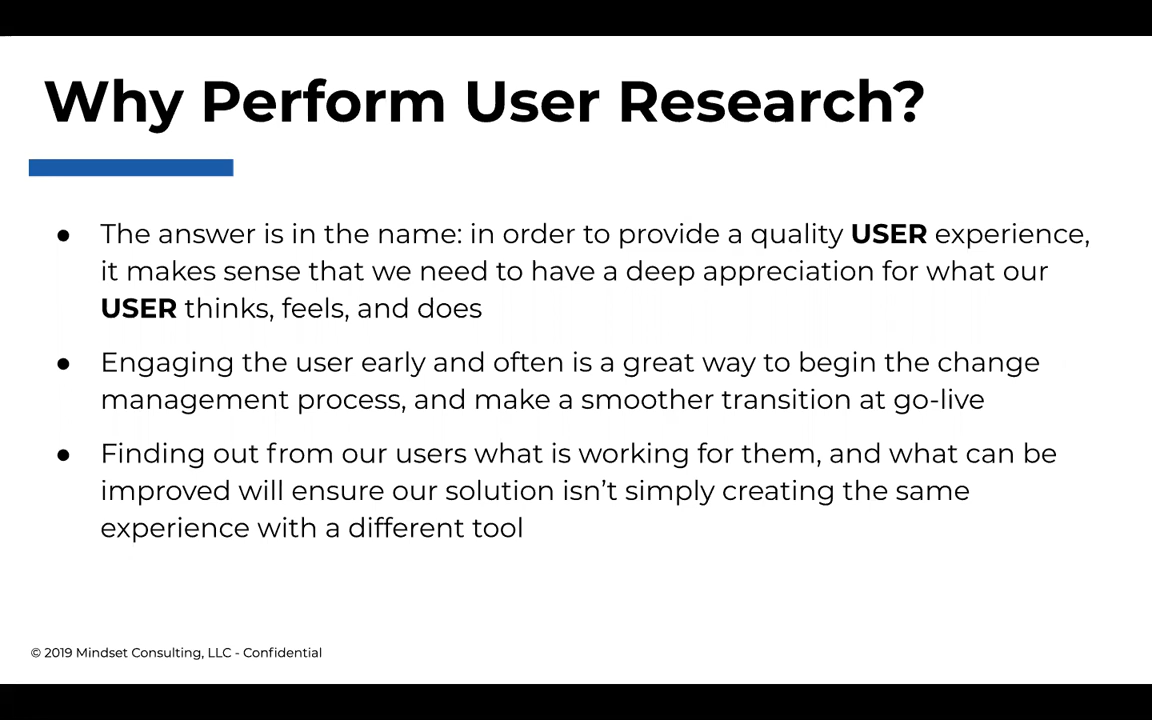 Why Perform User Research?
● The answer is in the name: in order to provide a quality USER experience,
it makes sense that we need to have a deep appreciation for what our
USER thinks, feels, and does
● Engaging the user early and often is a great way to begin the change
management process, and make a smoother transition at go-live
● Finding out from our users what is working for them, and what can be
improved will ensure our solution isn’t simply creating the same
experience with a different tool
© 2019 Mindset Consulting, LLC - Confidential